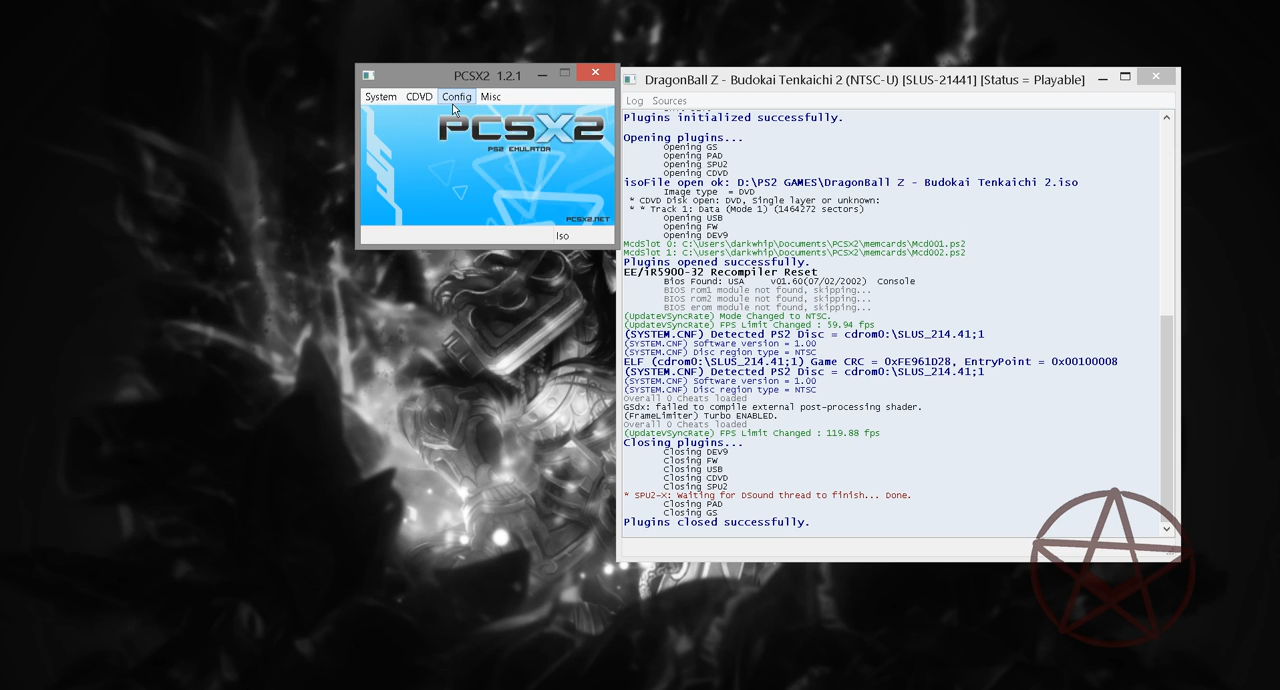 PCSX2 1.2.1
System CDVD Config Misc
PCSX2
PS2 EMULATOR
PCSX2.NET
Iso
DragonBall Z - Budokai Tenkaichi 2 (NTSC-U) [SLUS-21441] [Status = Playable]
Log Sources
Plugins initialized successfully.
Opening plugins...
Opening GS
Opening PAD
Opening SPU2
Opening CDVD
isoFile open ok: D:\PS2 GAMES\DragonBall Z - Budokai Tenkaichi 2.iso
Image type = DVD
* CDVD Disk Open: DVD, Single layer or unknown:
* * Track 1: Data (Mode 1) (1464272 sectors)
Opening USB
Opening FW
Opening DEV9
McdSlot 0: C:\Users\darkwhip\Documents\PCSX2\memcards\Mcd001.ps2
McdSlot 1: C:\Users\darkwhip\Documents\PCSX2\memcards\Mcd002.ps2
Plugins opened successfully.
EE/iR5900-32 Recompiler Reset
Bios Found: USA v01.60(07/02/2002) Console
BIOS rom1 module not found, skipping...
BIOS rom2 module not found, skipping...
BIOS erom module not found, skipping...
(UpdateVSyncRate) Mode Changed to NTSC.
(UpdateVSyncRate) FPS Limit Changed : 59.94 fps
(SYSTEM.CNF) Detected PS2 Disc = cdrom0:\SLUS_214.41;1
(SYSTEM.CNF) Software version = 1.00
(SYSTEM.CNF) Disc region type = NTSC
ELF (cdrom0:\SLUS_214.41;1) Game CRC = 0xFE961D28, EntryPoint = 0x00100008
(SYSTEM.CNF) Detected PS2 Disc = cdrom0:\SLUS_214.41;1
(SYSTEM.CNF) Software version = 1.00
(SYSTEM.CNF) Disc region type = NTSC
Overall 0 Cheats loaded
GSdx: failed to compile external post-processing shader.
(FrameLimiter) Turbo ENABLED.
Overall 0 Cheats loaded
(UpdateVSyncRate) FPS Limit Changed : 119.88 fps
Closing plugins...
Closing DEV9
Closing FW
Closing USB
Closing CDVD
Closing SPU2
* SPU2-X: Waiting for DSound thread to finish... Done.
Closing PAD
Closing GS
Plugins closed successfully.